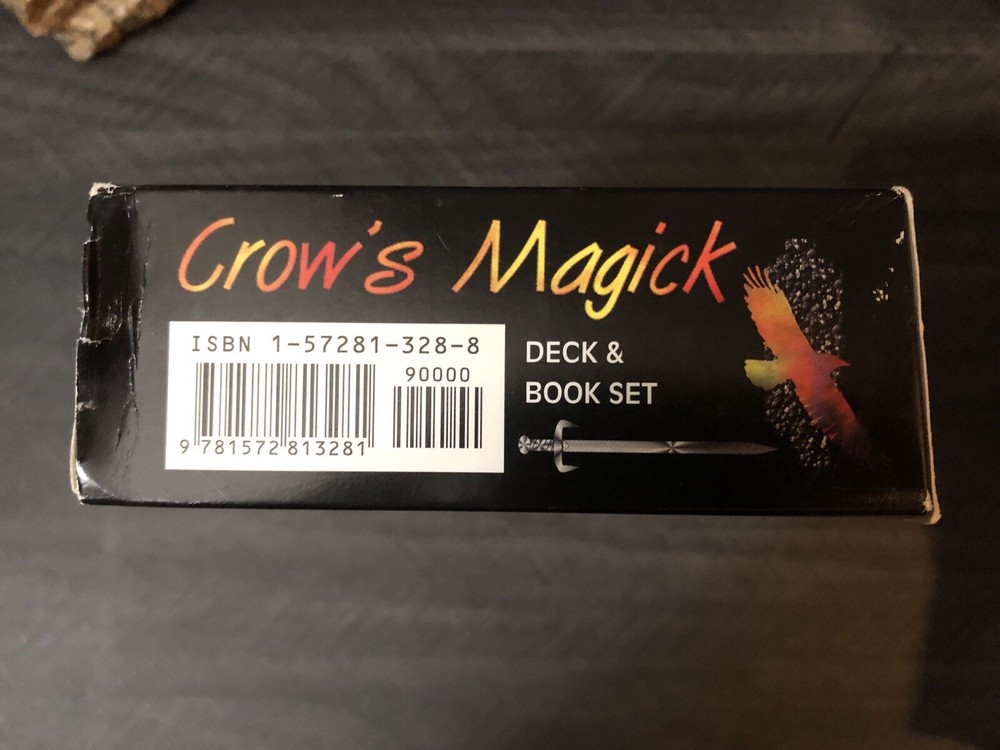 Crow's Magick
ISBN 1-57281-328-8
90000
9 781572 813281
DECK &
BOOK SET